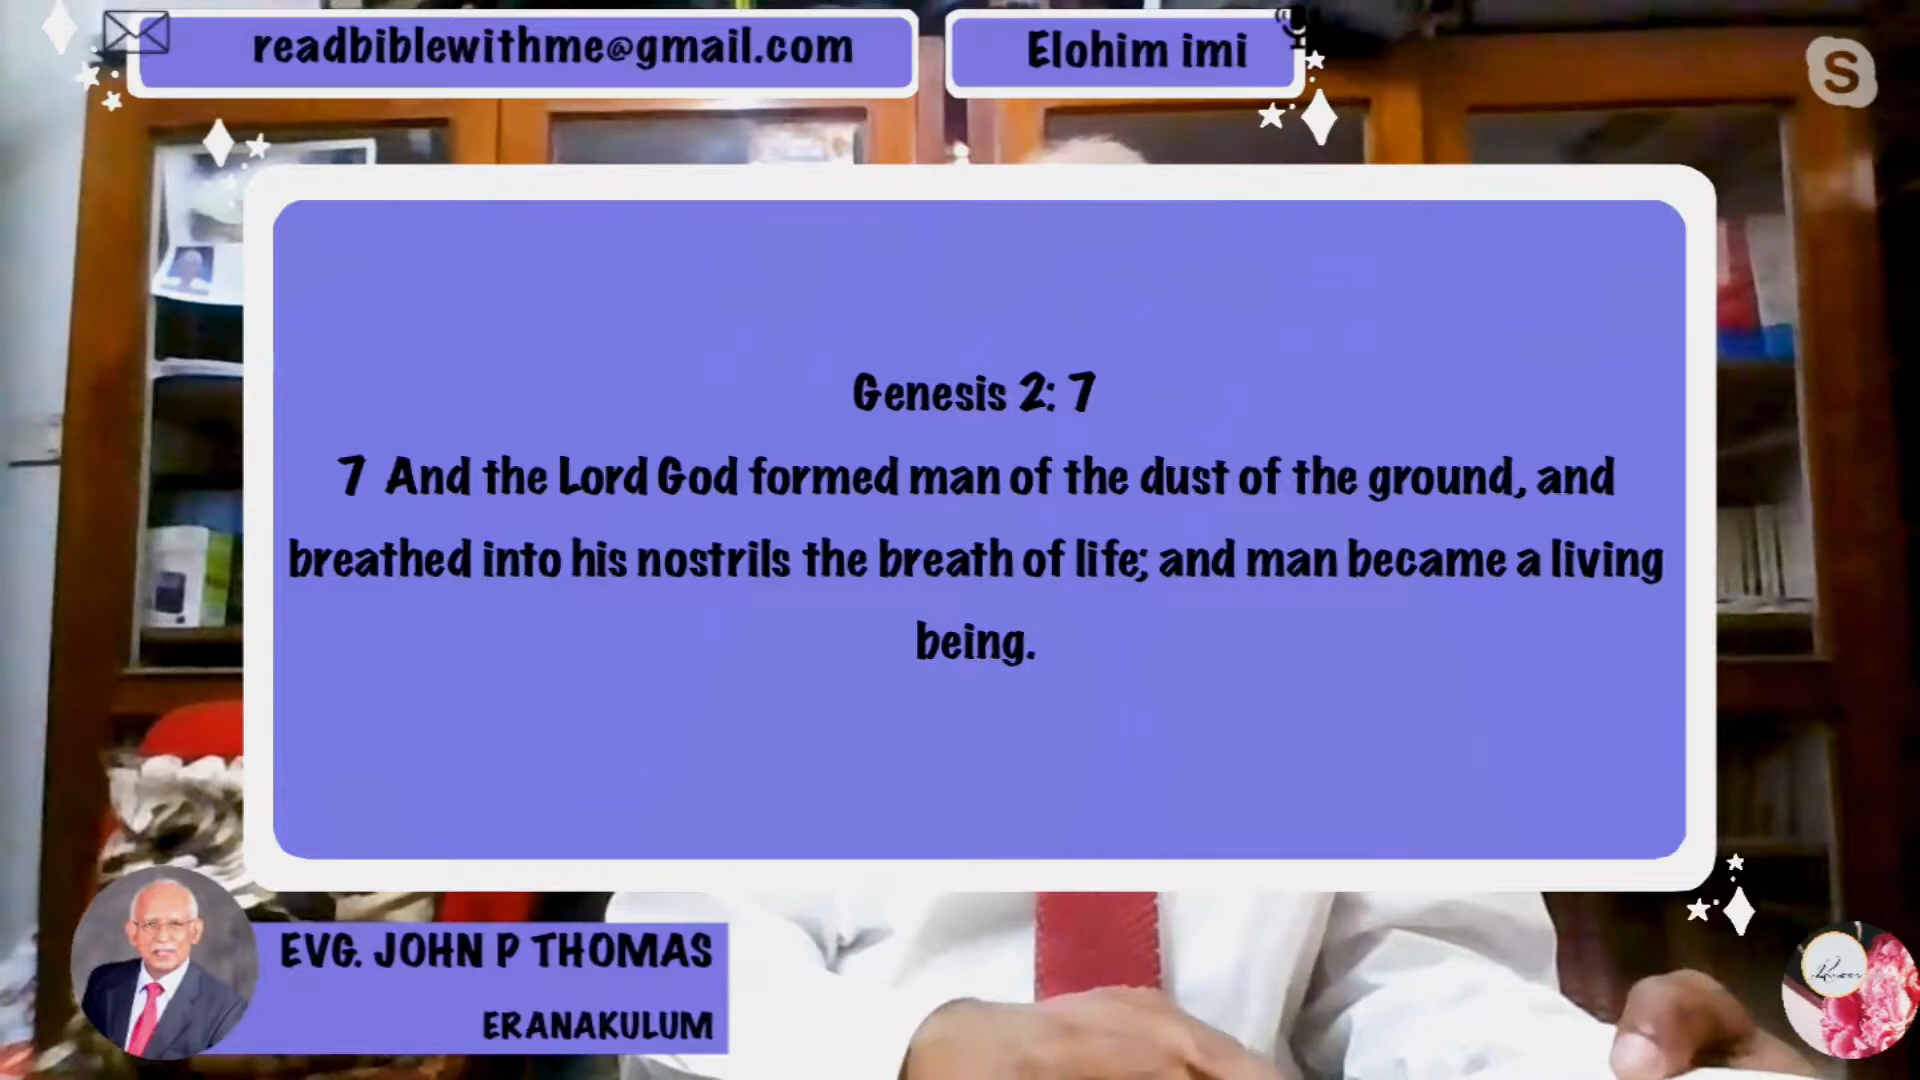 readbiblewithme@gmail.com
Elohim imi
S
Genesis 2: 7
7 And the Lord God formed man of the dust of the ground, and
breathed into his nostrils the breath of life; and man became a living
being.
EVG. JOHN P THOMAS
ERANAKULUM